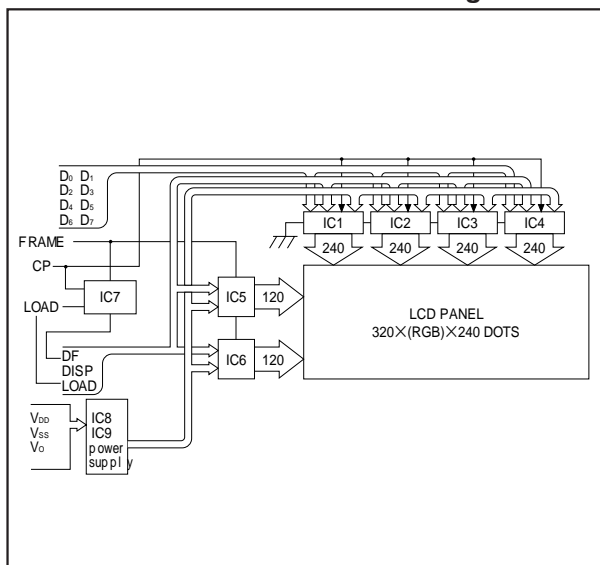 D₀ D₁
D₂ D₃
D₄ D₅
D₆ D₇
FRAME
CP
LOAD
IC7
DF
DISP
LOAD
VDD
VSS
VO
IC8
IC9
power
supply
IC1
IC2
IC3
IC4
240
240
240
240
IC5
120
IC6
120
LCD PANEL
320×(RGB)×240 DOTS